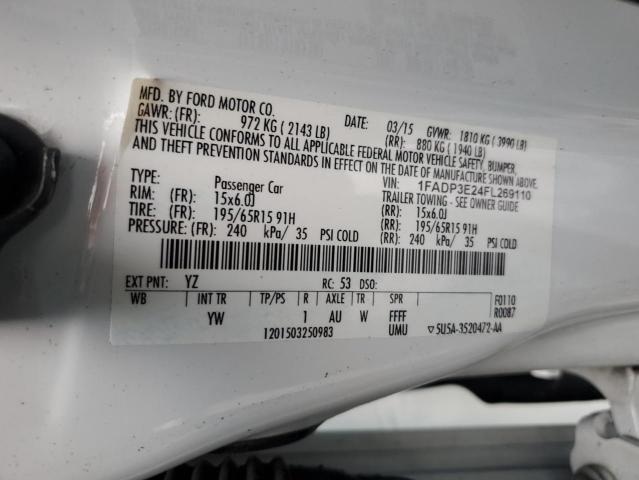 MFD. BY FORD MOTOR CO.
DATE: 03/15 GVWR: 1810 KG ( 3990 LB)
GAWR: (FR): 972 KG ( 2143 LB) (RR): 880 KG ( 1940 LB)
THIS VEHICLE CONFORMS TO ALL APPLICABLE FEDERAL MOTOR VEHICLE SAFETY, BUMPER,
AND THEFT PREVENTION STANDARDS IN EFFECT ON THE DATE OF MANUFACTURE SHOWN ABOVE.
VIN: 1FADP3E24FL269110
TYPE: Passenger Car TRAILER TOWING - SEE OWNER GUIDE
RIM: (FR): 15x6.0J (RR): 15x6.0J
TIRE: (FR): 195/65R15 91H (RR): 195/65R15 91H
PRESSURE: (FR): 240 kPa/ 35 PSI COLD (RR): 240 kPa/ 35 PSI COLD
EXT PNT: YZ RC: 53 DSO:
WB INT TR TP/PS R AXLE TR SPR F0110
YW 1 AU W FFFF R0087
1201503250983 UMU ▽5U5A-3520472-AA